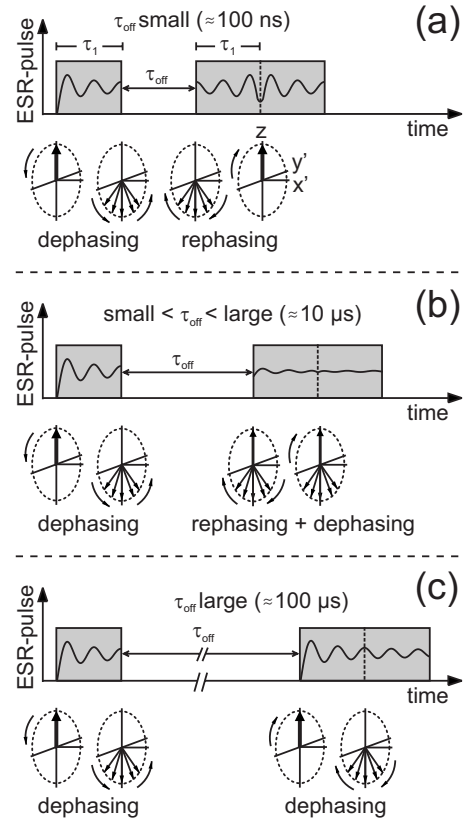 τoff small (≈100 ns)
(a)
ESR-pulse
τ1
τoff
τ1
time
z
y'
x'
dephasing
rephasing
(b)
small < τoff < large (≈10 µs)
ESR-pulse
τoff
time
dephasing
rephasing + dephasing
(c)
τoff large (≈100 µs)
ESR-pulse
τoff
time
dephasing
dephasing